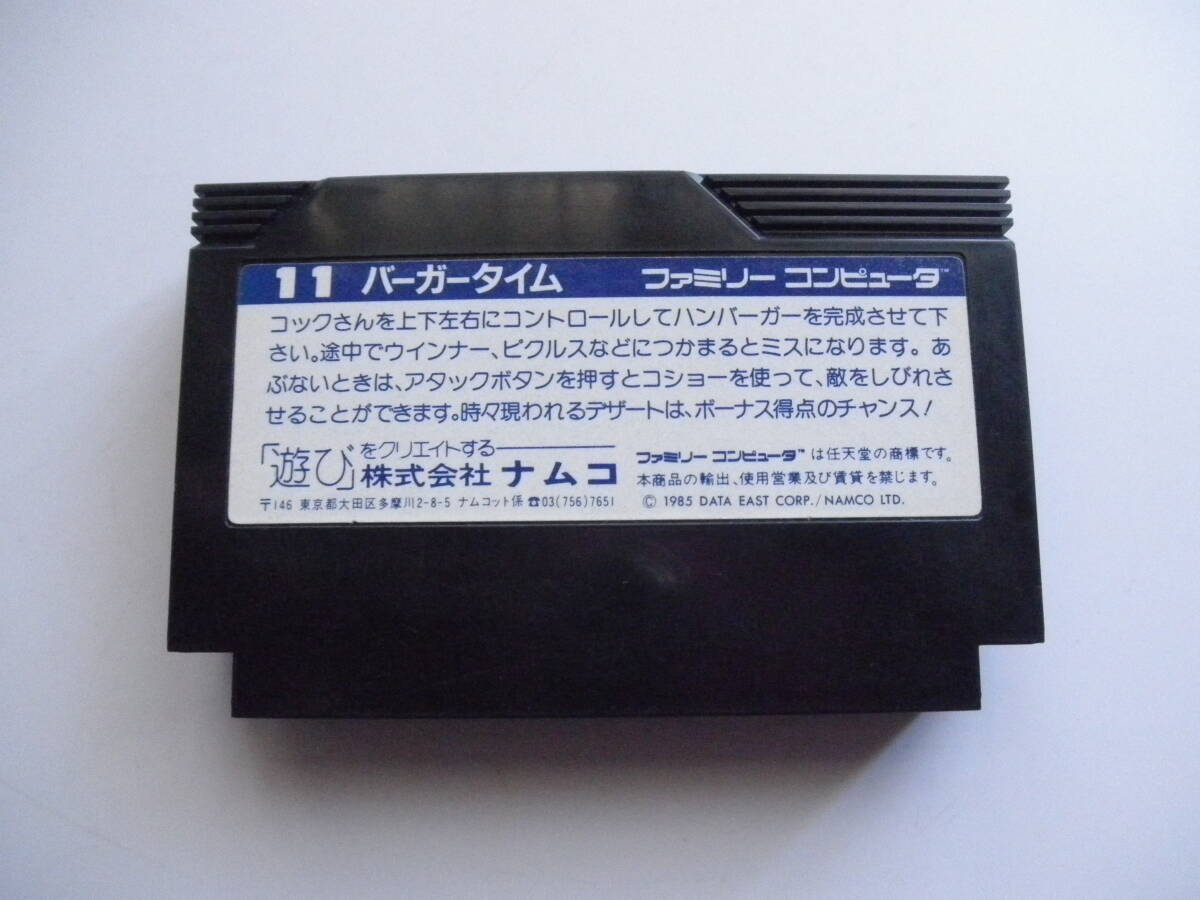 11 バーガータイム ファミリー コンピュータ™
コックさんを上下左右にコントロールしてハンバーガーを完成させて下
さい。途中でウインナー、ピクルスなどにつかまるとミスになります。あ
ぶないときは、アタックボタンを押すとコショーを使って、敵をしびれさ
せることができます。時々現われるデザートは、ボーナス得点のチャンス!
「遊び」をクリエイトする
株式会社 ナムコ
〒146 東京都大田区多摩川2-8-5 ナムコット係 ☎03(756)7651
ファミリー コンピュータ™ は任天堂の商標です。
本商品の輸出、使用営業及び賃貸を禁じます。
© 1985 DATA EAST CORP./NAMCO LTD.